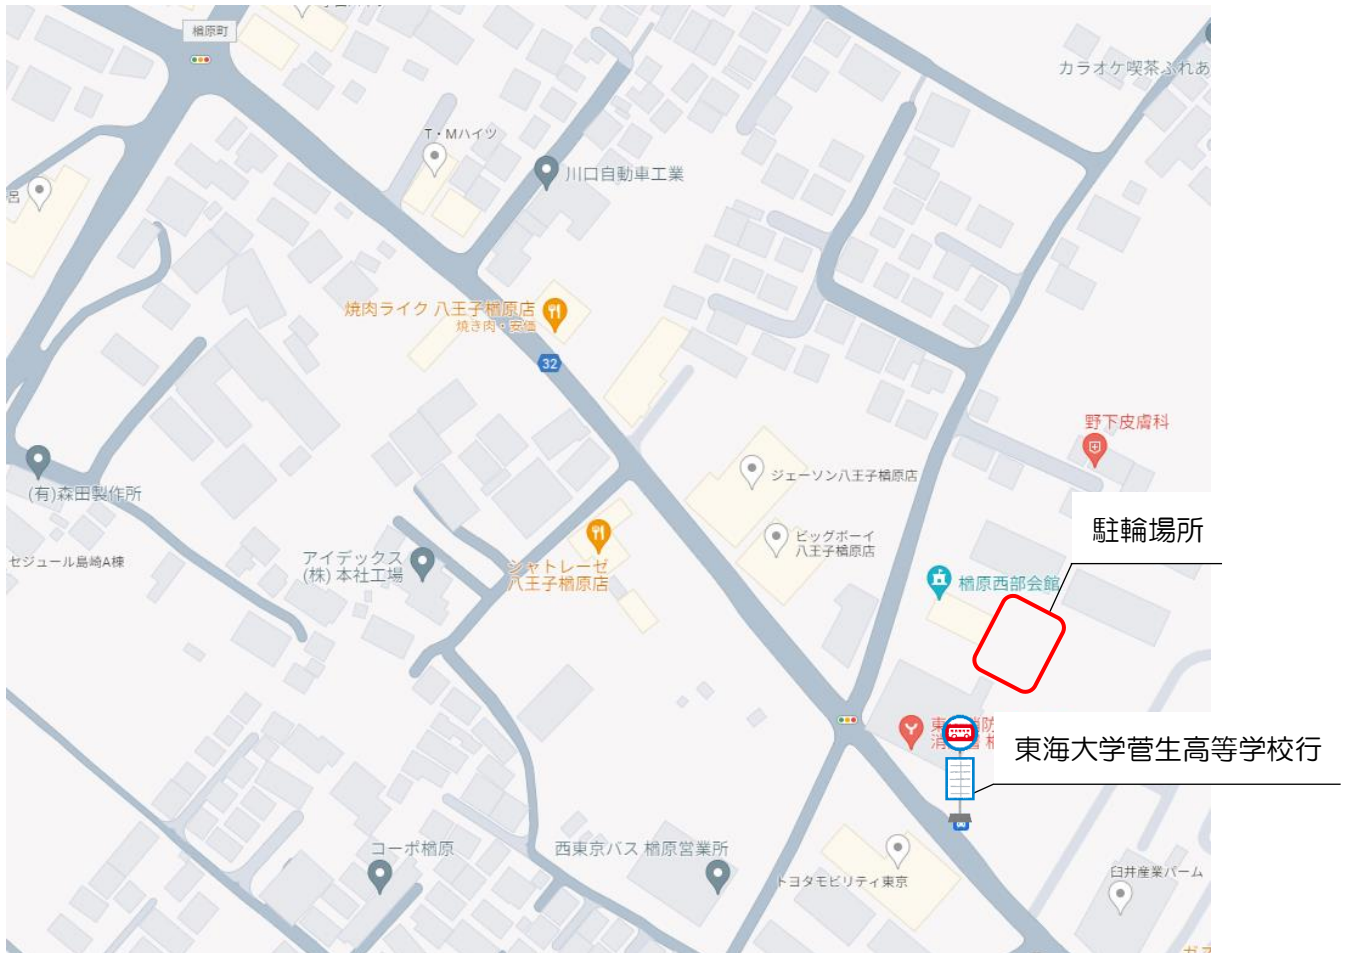 楢原町
カラオケ喫茶ふれあ
T・Mハイツ
川口自動車工業
呂
焼肉ライク 八王子楢原店
焼き肉・安価
32
野下皮膚科
ジェーソン八王子楢原店
(有)森田製作所
駐輪場所
ビッグボーイ
八王子楢原店
セジュール島崎A棟
アイデックス
(株) 本社工場
シャトレーゼ
八王子楢原店
楢原西部会館
東海大学菅生高等学校行
コーポ楢原
西東京バス 楢原営業所
トヨタモビリティ東京
臼井産業パーム